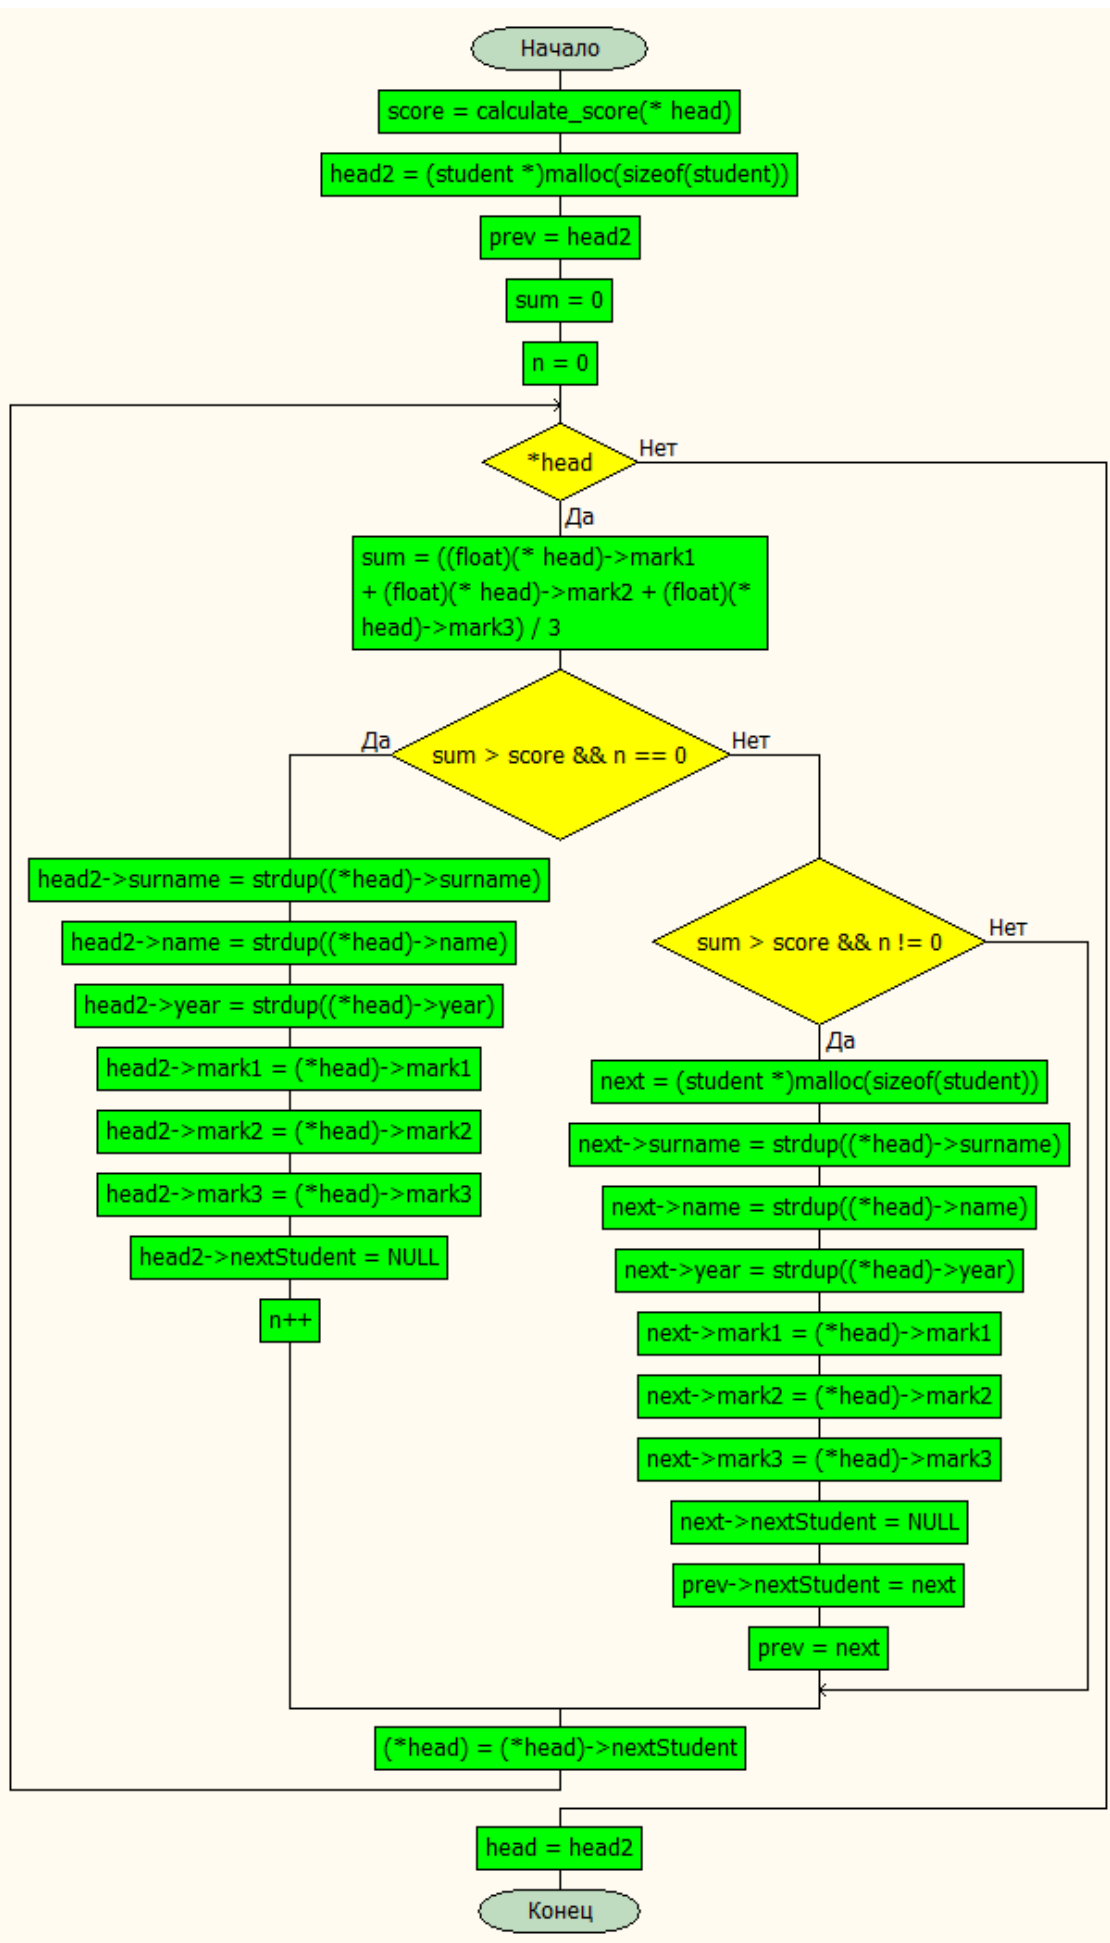 Начало
score = calculate_score(* head)
head2 = (student *)malloc(sizeof(student))
prev = head2
sum = 0
n = 0
*head
Нет
Да
sum = ((float)(* head)->mark1
+ (float)(* head)->mark2 + (float)(*
head)->mark3) / 3
Да
sum > score && n == 0
Нет
head2->surname = strdup((*head)->surname)
head2->name = strdup((*head)->name)
head2->year = strdup((*head)->year)
head2->mark1 = (*head)->mark1
head2->mark2 = (*head)->mark2
head2->mark3 = (*head)->mark3
head2->nextStudent = NULL
n++
sum > score && n != 0
Нет
Да
next = (student *)malloc(sizeof(student))
next->surname = strdup((*head)->surname)
next->name = strdup((*head)->name)
next->year = strdup((*head)->year)
next->mark1 = (*head)->mark1
next->mark2 = (*head)->mark2
next->mark3 = (*head)->mark3
next->nextStudent = NULL
prev->nextStudent = next
prev = next
(*head) = (*head)->nextStudent
head = head2
Конец